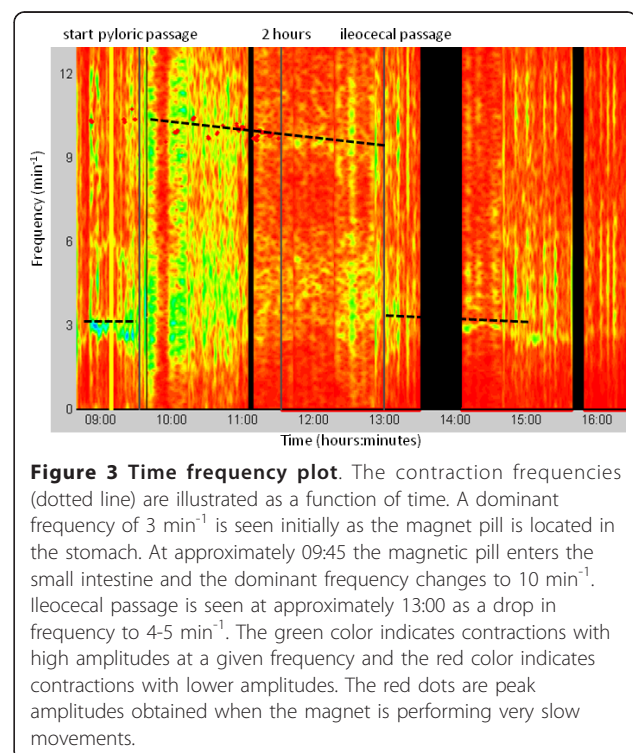 start pyloric passage 2 hours ileocecal passage
12
9
6
3
0
Frequency (min-1)
09:00 10:00 11:00 12:00 13:00 14:00 15:00 16:00
Time (hours:minutes)
Figure 3 Time frequency plot. The contraction frequencies
(dotted line) are illustrated as a function of time. A dominant
frequency of 3 min-1 is seen initially as the magnet pill is located in
the stomach. At approximately 09:45 the magnetic pill enters the
small intestine and the dominant frequency changes to 10 min-1.
Ileocecal passage is seen at approximately 13:00 as a drop in
frequency to 4-5 min-1. The green color indicates contractions with
high amplitudes at a given frequency and the red color indicates
contractions with lower amplitudes. The red dots are peak
amplitudes obtained when the magnet is performing very slow
movements.